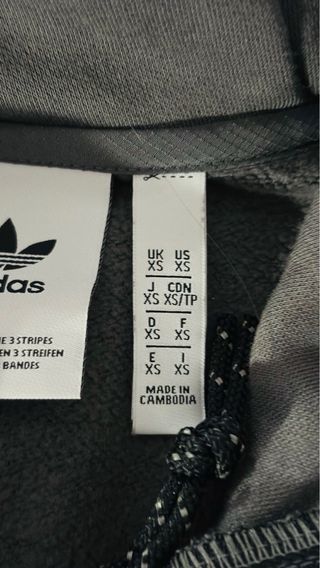 das
E 3 STRIPES
EN 3 STREIFEN
BANDES
UK US
XS XS
J CDN
XS XS/TP
D F
XS XS
E I
XS XS
MADE IN
CAMBODIA